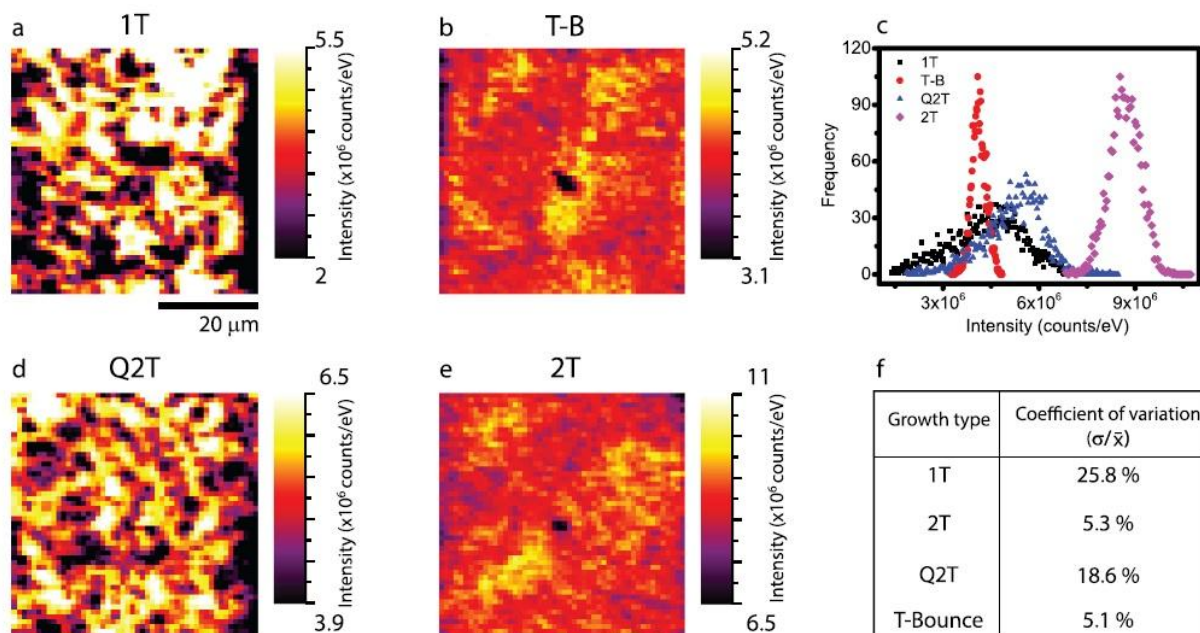 a
1T
5.5
Intensity (x10⁶ counts/eV)
2
20 µm
b
T-B
5.2
Intensity (x10⁶ counts/eV)
3.1
c
120
90
60
30
0
Frequency
1T
T-B
Q2T
2T
3x10⁶
6x10⁶
9x10⁶
Intensity (counts/eV)
d
Q2T
6.5
Intensity (x10⁶ counts/eV)
3.9
e
2T
11
Intensity (x10⁶ counts/eV)
6.5
f
Growth type
Coefficient of variation
(σ/x̄)
1T
25.8 %
2T
5.3 %
Q2T
18.6 %
T-Bounce
5.1 %